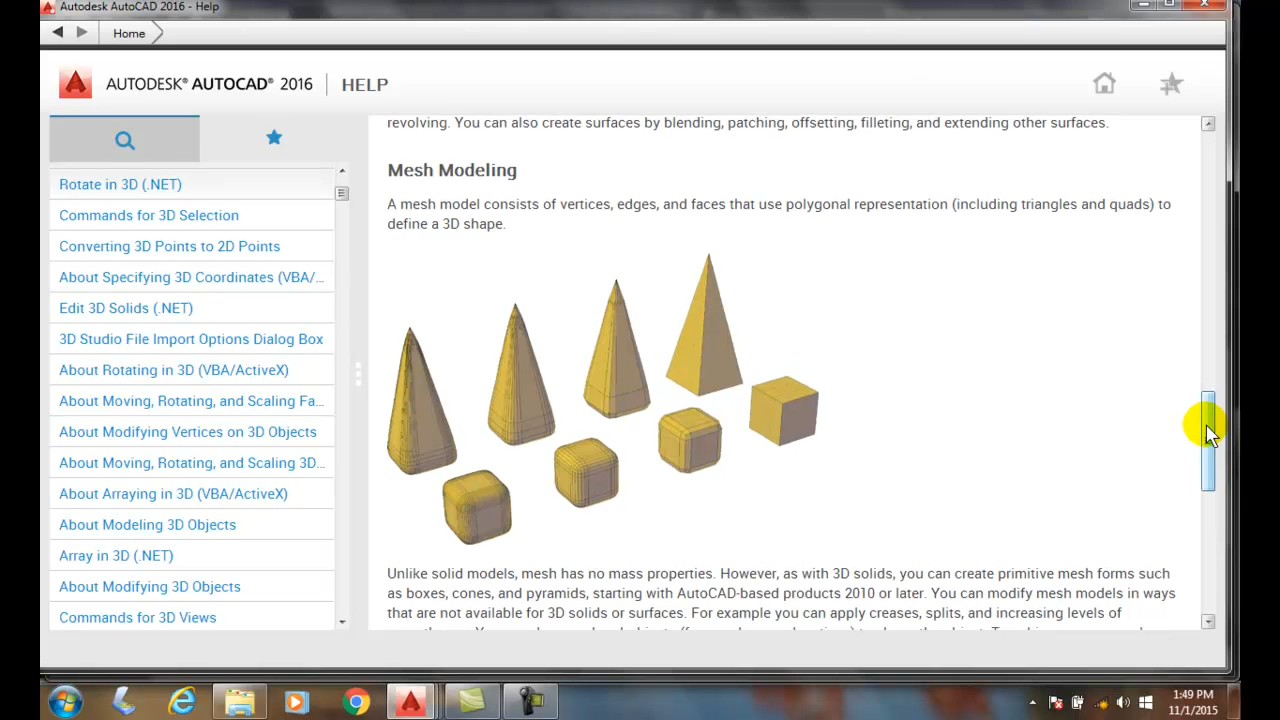 Autodesk AutoCAD 2016 - Help
Home
AUTODESK® AUTOCAD® 2016 | HELP
Rotate in 3D (.NET)
Commands for 3D Selection
Converting 3D Points to 2D Points
About Specifying 3D Coordinates (VBA/...
Edit 3D Solids (.NET)
3D Studio File Import Options Dialog Box
About Rotating in 3D (VBA/ActiveX)
About Moving, Rotating, and Scaling Fa...
About Modifying Vertices on 3D Objects
About Moving, Rotating, and Scaling 3D...
About Arraying in 3D (VBA/ActiveX)
About Modeling 3D Objects
Array in 3D (.NET)
About Modifying 3D Objects
Commands for 3D Views
revolving. You can also create surfaces by blending, patching, offsetting, filleting, and extending other surfaces.
Mesh Modeling
A mesh model consists of vertices, edges, and faces that use polygonal representation (including triangles and quads) to
define a 3D shape.
Unlike solid models, mesh has no mass properties. However, as with 3D solids, you can create primitive mesh forms such
as boxes, cones, and pyramids, starting with AutoCAD-based products 2010 or later. You can modify mesh models in ways
that are not available for 3D solids or surfaces. For example you can apply creases, splits, and increasing levels of
1:49 PM
11/1/2015